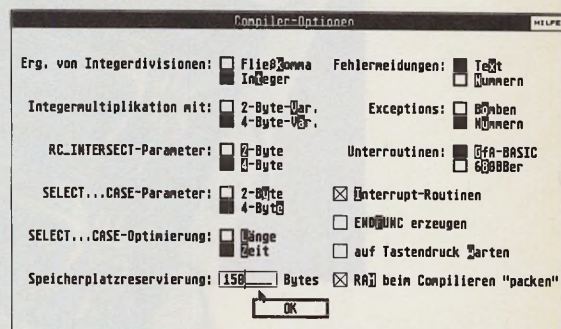 Compiler-Optionen
HILFE
Erg. von Integerdivisionen: Fließkomma
Integer
Fehlermeldungen: Text
Nummern
Integermultiplikation mit: 2-Byte-Var.
4-Byte-Var.
Exceptions: Bomben
Nummern
RC_INTERSECT-Parameter: 2-Byte
4-Byte
Unterroutinen: GfA-BASIC
68000er
SELECT...CASE-Parameter: 2-Byte
4-Byte
Interrupt-Routinen
ENDFUNC erzeugen
SELECT...CASE-Optimierung: Länge
Zeit
auf Tastendruck Warten
Speicherplatzreservierung: 150____ Bytes
RAM beim Compilieren "packen"
OK